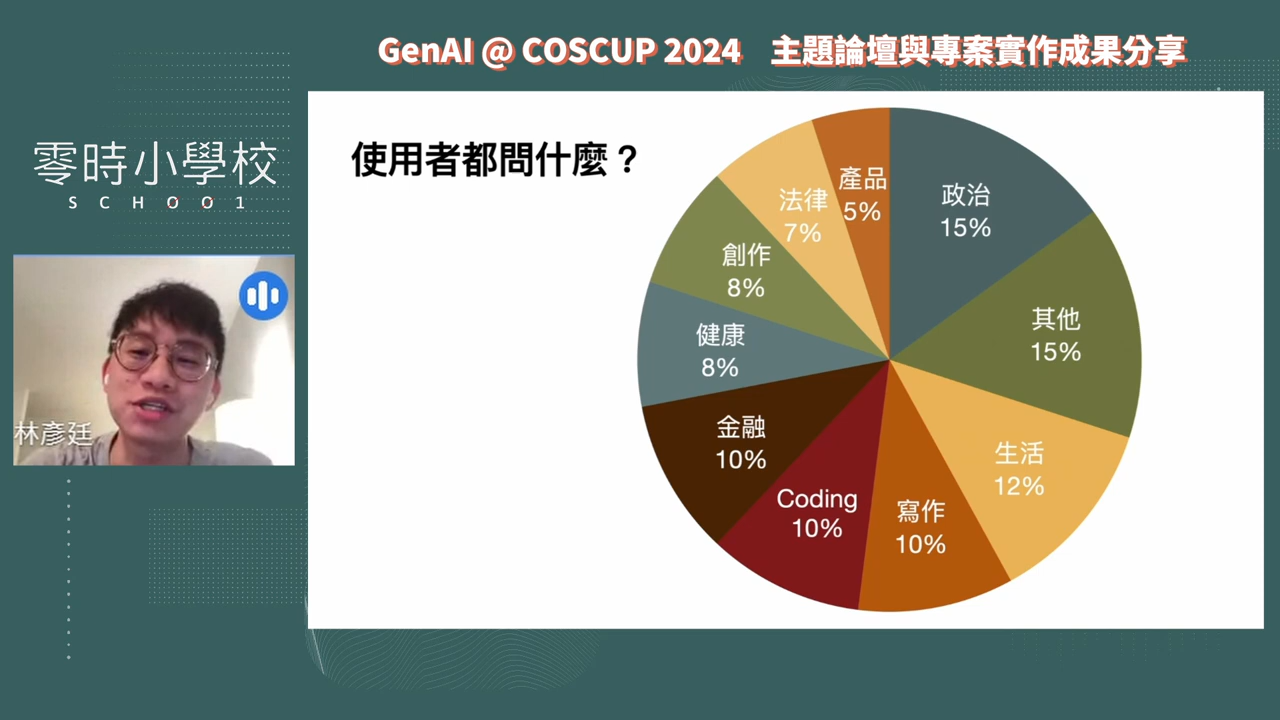 GenAI @ COSCUP 2024 主題論壇與專案實作成果分享
零時小學校
SCHOO1
林彥廷
使用者都問什麼？
政治
15%
其他
15%
生活
12%
寫作
10%
Coding
10%
金融
10%
健康
8%
創作
8%
法律
7%
產品
5%